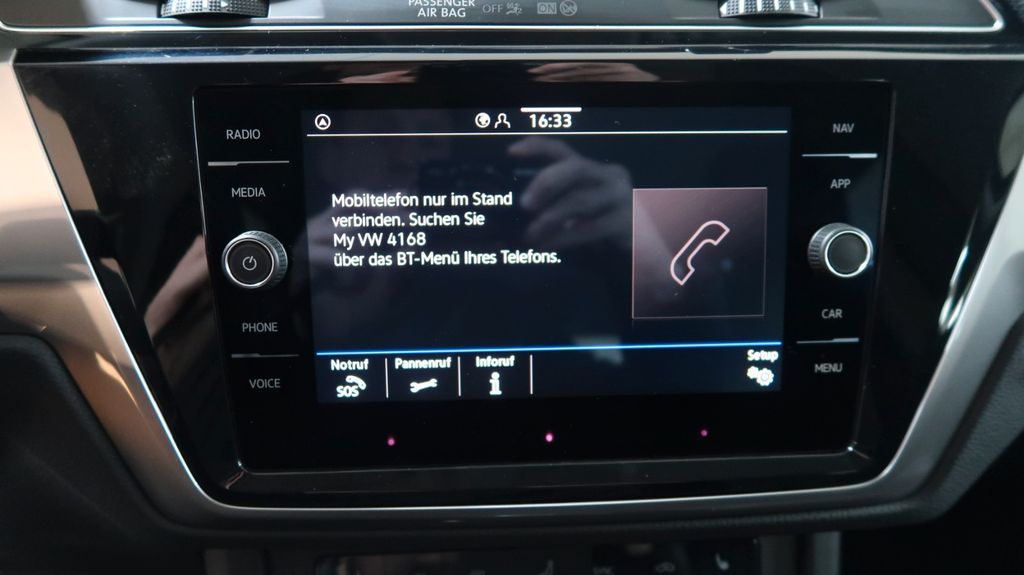 PASSENGER
AIR BAG OFF ON
16:33
RADIO
NAV
MEDIA
APP
Mobiltelefon nur im Stand
verbinden. Suchen Sie
My VW 4168
über das BT-Menü Ihres Telefons.
PHONE
CAR
VOICE
MENU
Notruf
SOS
Pannenruf
Inforuf
Setup